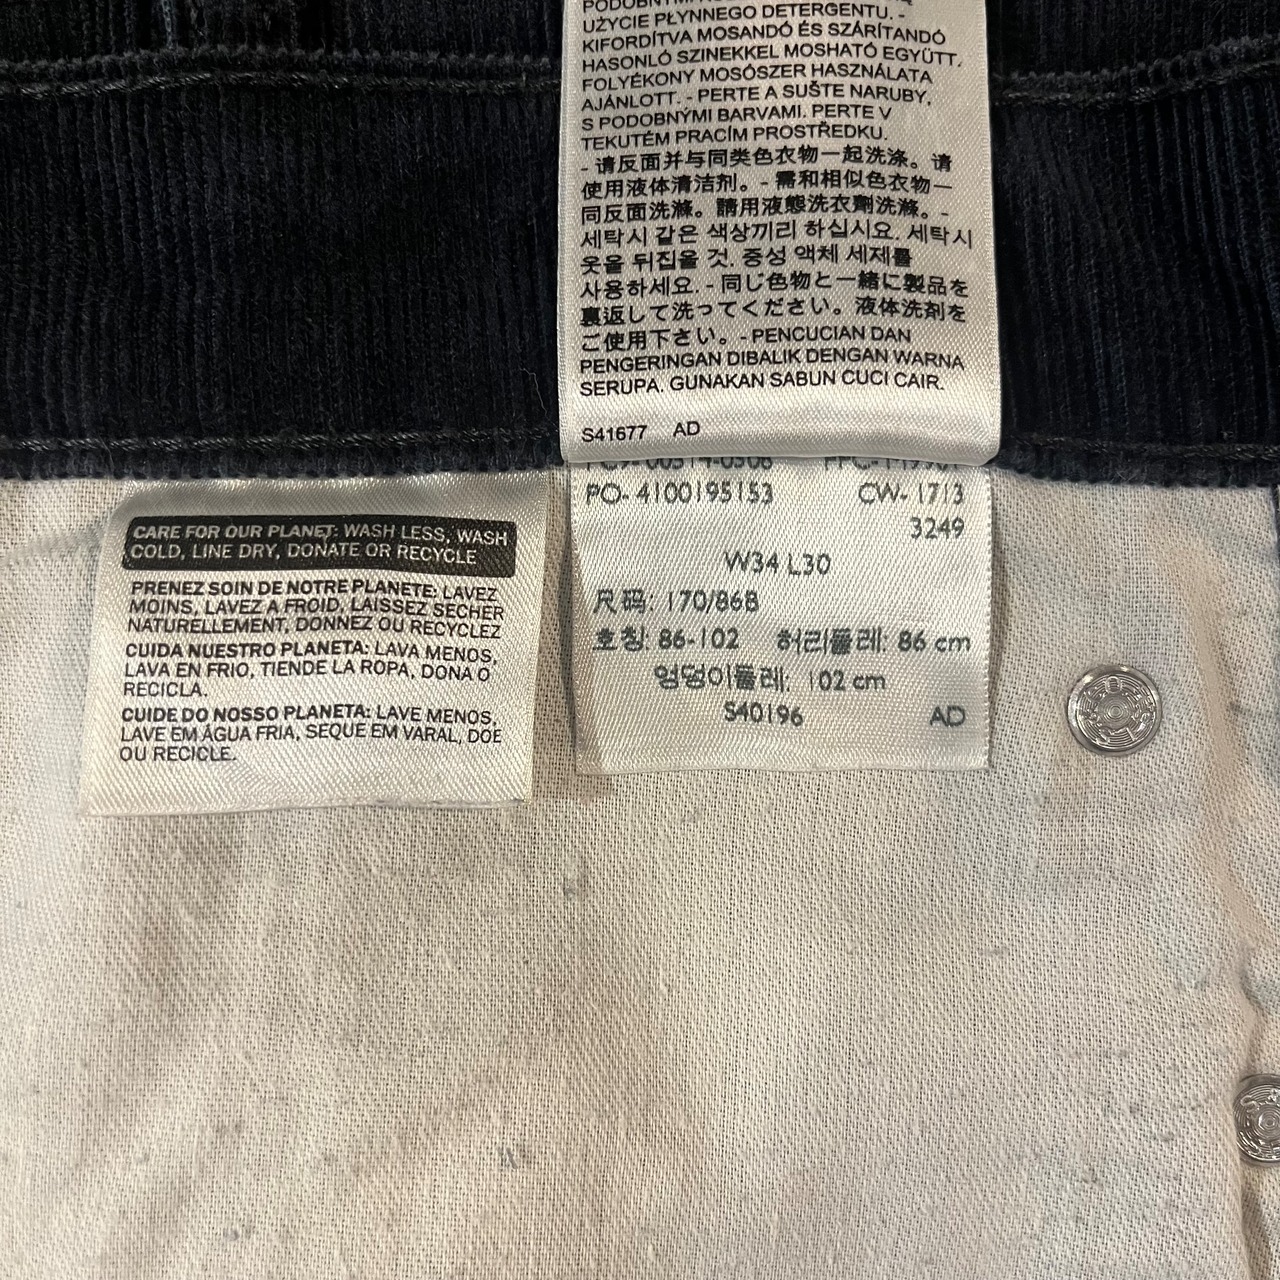 UŻYCIE PŁYNNEGO DETERGENTU. -
KIFORDÍTVA MOSANDÓ ÉS SZÁRÍTANDÓ
HASONLÓ SZINEKKEL MOSHATÓ EGYÜTT.
FOLYÉKONY MOSÓSZER HASZNÁLATA
AJÁNLOTT. - PERTE A SUŠTE NARUBY,
S PODOBNÝMI BARVAMI. PERTE V
TEKUTÉM PRACÍM PROSTŘEDKU.
- 请反面并与同类色衣物一起洗涤。请
使用液体清洁剂。- 需和相似色衣物一
同反面洗滌。請用液態洗衣劑洗滌。-
세탁시 같은 색상끼리 하십시요. 세탁시
옷을 뒤집을 것. 중성 액체 세제를
사용하세요. - 同じ色物と一緒に製品を
裏返して洗ってください。液体洗剤を
ご使用下さい。- PENCUCIAN DAN
PENGERINGAN DIBALIK DENGAN WARNA
SERUPA. GUNAKAN SABUN CUCI CAIR.
S41677 AD
PO- 4100195153 CW- 1713
3249
W34 L30
尺码: 170/86B
호칭: 86-102 허리둘레: 86 cm
엉덩이둘레: 102 cm
S40196 AD
CARE FOR OUR PLANET: WASH LESS, WASH
COLD, LINE DRY, DONATE OR RECYCLE
PRENEZ SOIN DE NOTRE PLANETE: LAVEZ
MOINS, LAVEZ A FROID, LAISSEZ SECHER
NATURELLEMENT, DONNEZ OU RECYCLEZ
CUIDA NUESTRO PLANETA: LAVA MENOS,
LAVA EN FRIO, TIENDE LA ROPA, DONA O
RECICLA.
CUIDE DO NOSSO PLANETA: LAVE MENOS,
LAVE EM ÁGUA FRIA, SEQUE EM VARAL, DOE
OU RECICLE.